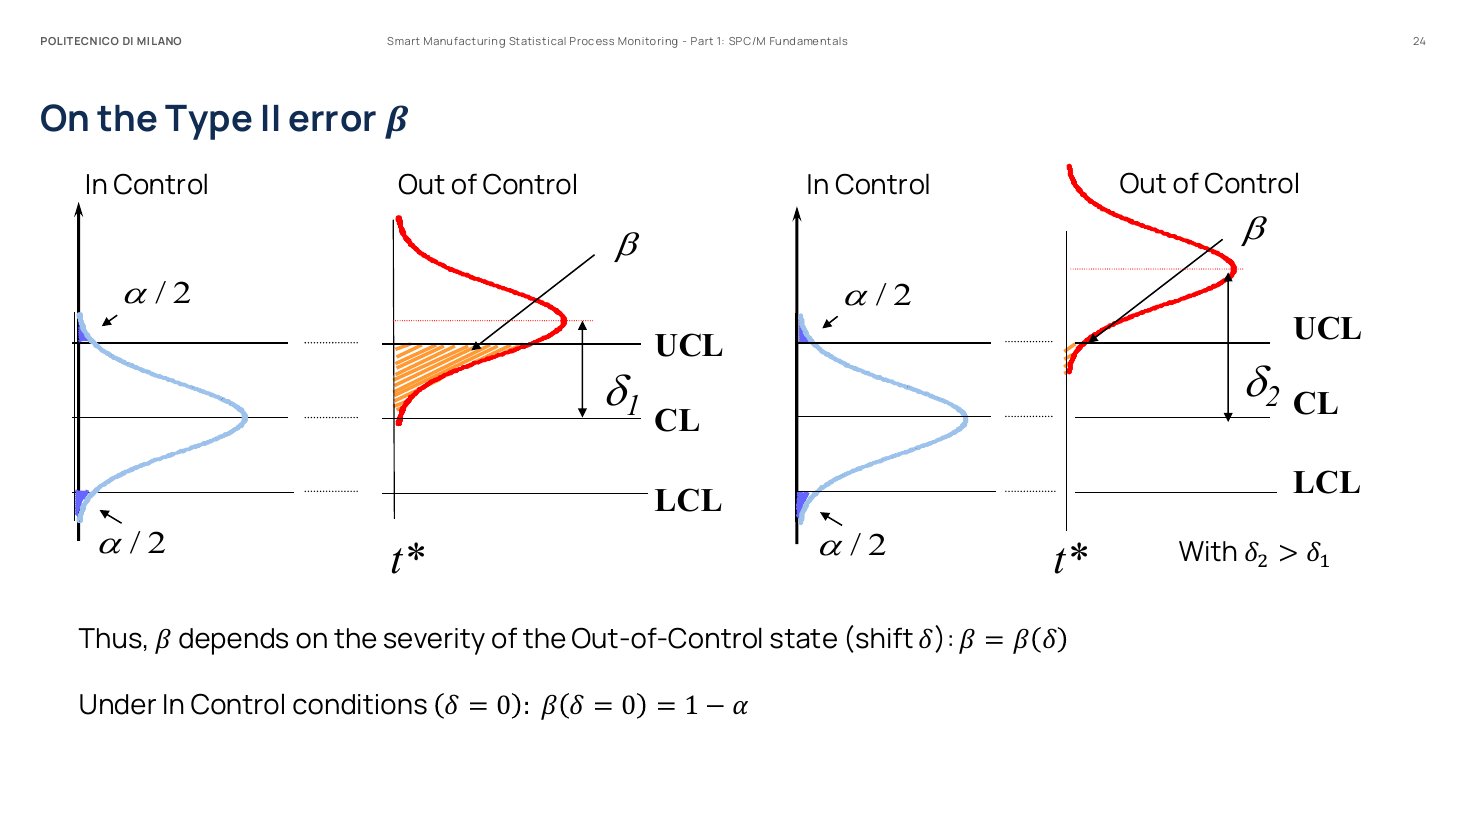 POLITECNICO DI MILANO
Smart Manufacturing Statistical Process Monitoring - Part 1: SPC/M Fundamentals
24
On the Type II error β
In Control
Out of Control
β
α / 2
UCL
δ1
CL
LCL
α / 2
t*
In Control
Out of Control
β
α / 2
UCL
δ2
CL
LCL
α / 2
t*
With δ₂ > δ₁
Thus, β depends on the severity of the Out-of-Control state (shift δ): β = β(δ)
Under In Control conditions (δ = 0): β(δ = 0) = 1 − α